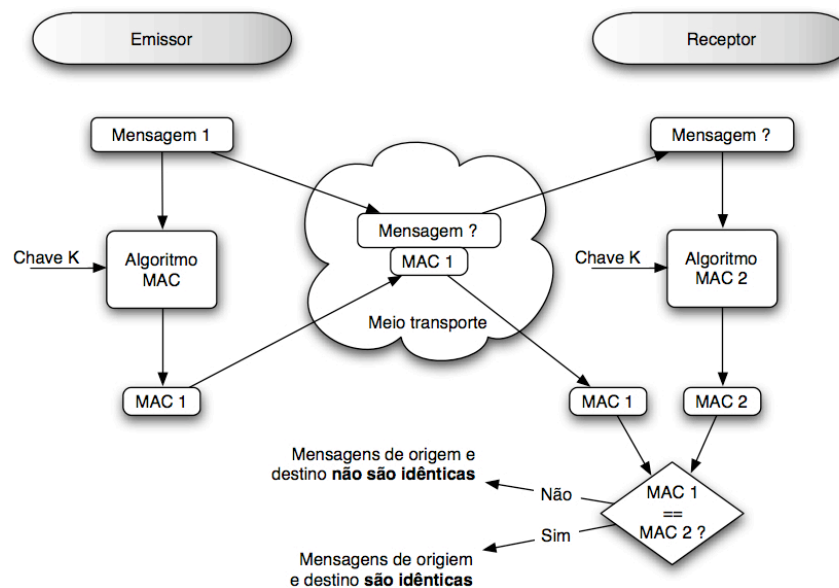 Emissor
Receptor
Mensagem 1
Mensagem ?
Mensagem ?
MAC 1
Chave K
Algoritmo
MAC
Chave K
Algoritmo
MAC 2
Meio transporte
MAC 1
MAC 1
MAC 2
Mensagens de origem e
destino não são idênticas
Não
MAC 1
==
MAC 2 ?
Sim
Mensagens de origiem
e destino são idênticas